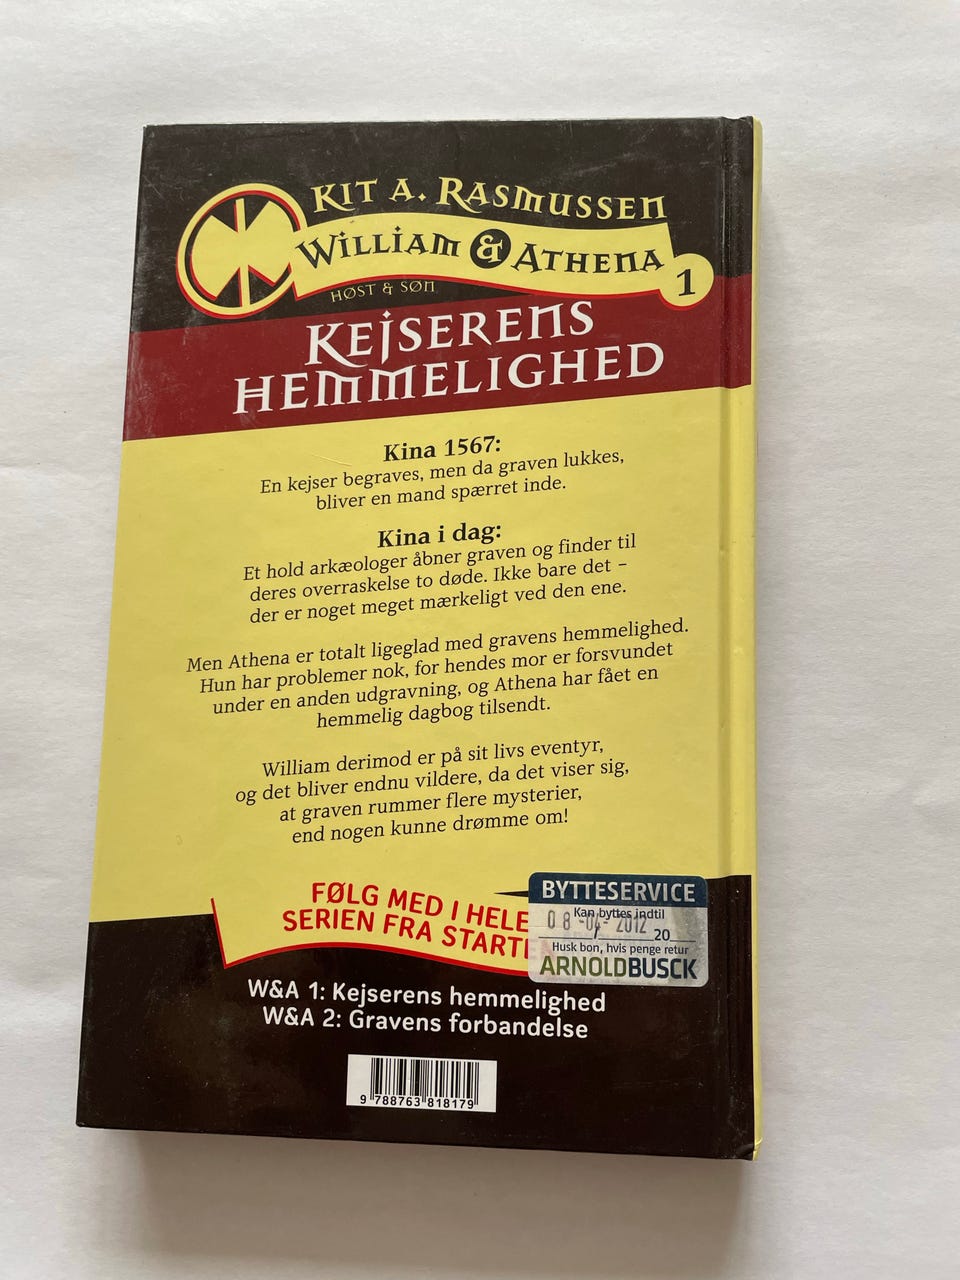 KIT A. RASMUSSEN
WILLIAM & ATHENA
1
HØST & SØN
KEJSERENS
HEMMELIGHED
Kina 1567:
En kejser begraves, men da graven lukkes,
bliver en mand spærret inde.
Kina i dag:
Et hold arkæologer åbner graven og finder til
deres overraskelse to døde. Ikke bare det –
der er noget meget mærkeligt ved den ene.
Men Athena er totalt ligeglad med gravens hemmelighed.
Hun har problemer nok, for hendes mor er forsvundet
under en anden udgravning, og Athena har fået en
hemmelig dagbog tilsendt.
William derimod er på sit livs eventyr,
og det bliver endnu vildere, da det viser sig,
at graven rummer flere mysterier,
end nogen kunne drømme om!
FØLG MED I HELE
SERIEN FRA STARTEN
BYTTESERVICE
Kan byttes indtil
08-04-2012
20
Husk bon, hvis penge retur
ARNOLDBUSCK
W&A 1: Kejserens hemmelighed
W&A 2: Gravens forbandelse
9 788763 818179